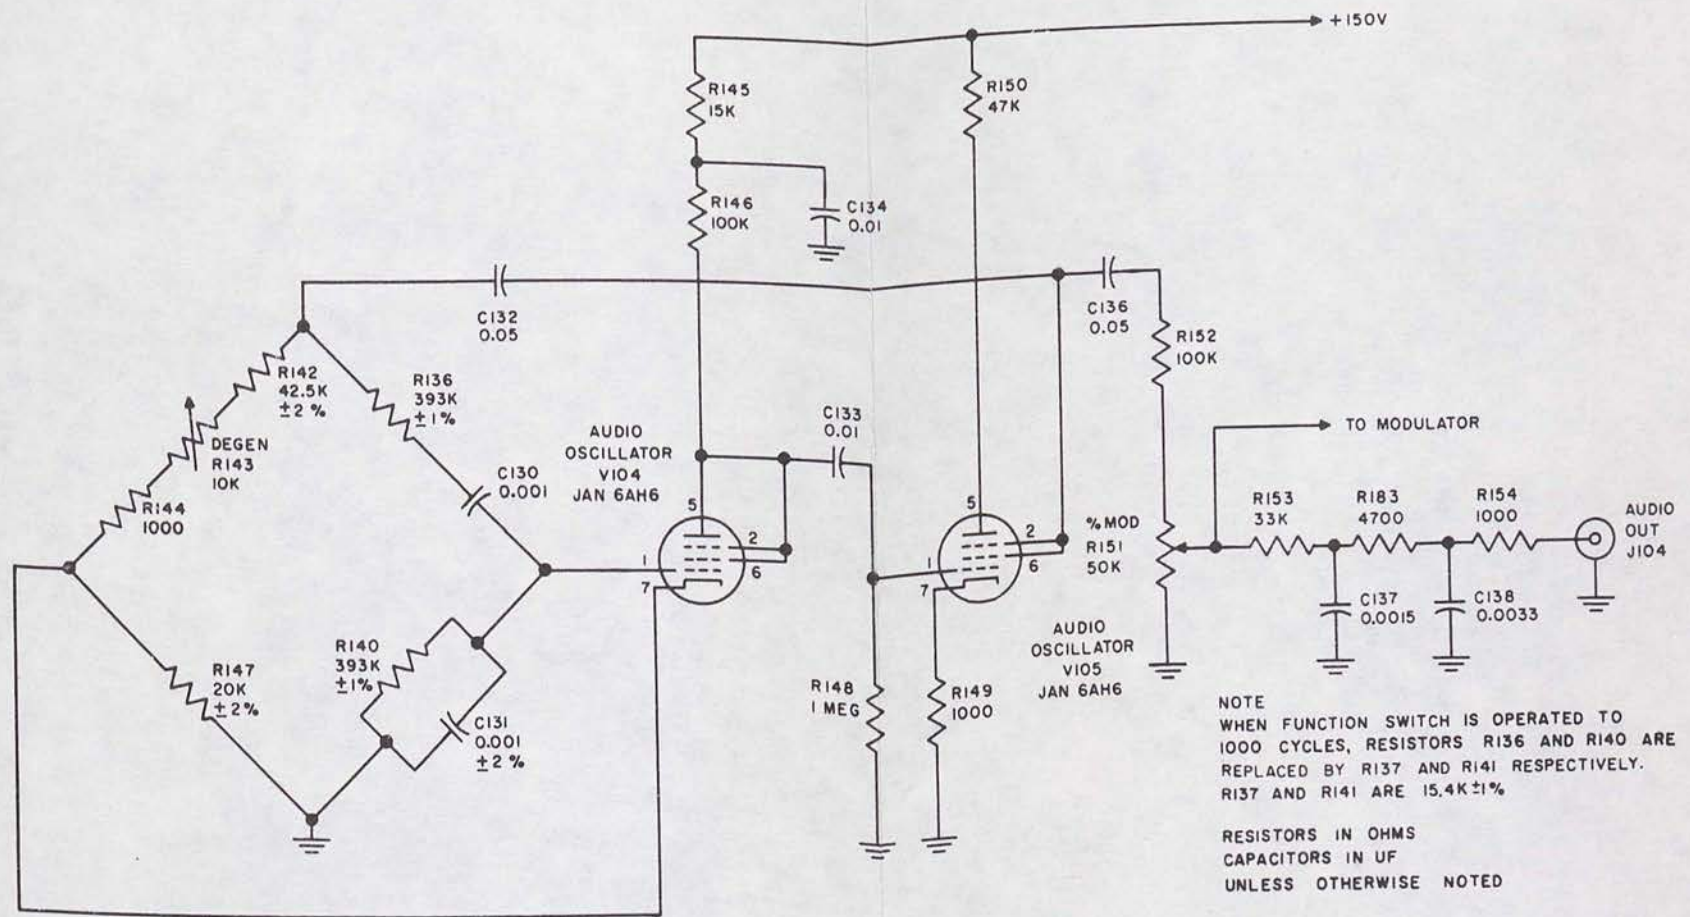 +150V
R145
15K
R150
47K
R146
100K
C134
0.01
C132
0.05
C136
0.05
R152
100K
R142
42.5K
±2%
R136
393K
±1%
DEGEN
R143
10K
R144
1000
C130
0.001
AUDIO
OSCILLATOR
V104
JAN 6AH6
C133
0.01
TO MODULATOR
5
1
7
2
6
5
1
7
2
6
% MOD
R151
50K
R153
33K
R183
4700
R154
1000
AUDIO
OUT
J104
C137
0.0015
C138
0.0033
R147
20K
±2%
R140
393K
±1%
C131
0.001
±2%
R148
1 MEG
R149
1000
AUDIO
OSCILLATOR
V105
JAN 6AH6
NOTE
WHEN FUNCTION SWITCH IS OPERATED TO
1000 CYCLES, RESISTORS R136 AND R140 ARE
REPLACED BY R137 AND R141 RESPECTIVELY.
R137 AND R141 ARE 15.4K ±1%
RESISTORS IN OHMS
CAPACITORS IN UF
UNLESS OTHERWISE NOTED